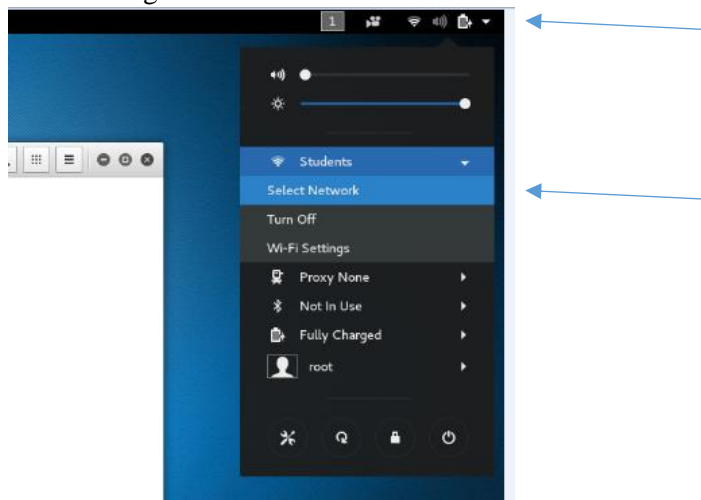 1
Students
Select Network
Turn Off
Wi-Fi Settings
Proxy None
Not In Use
Fully Charged
root